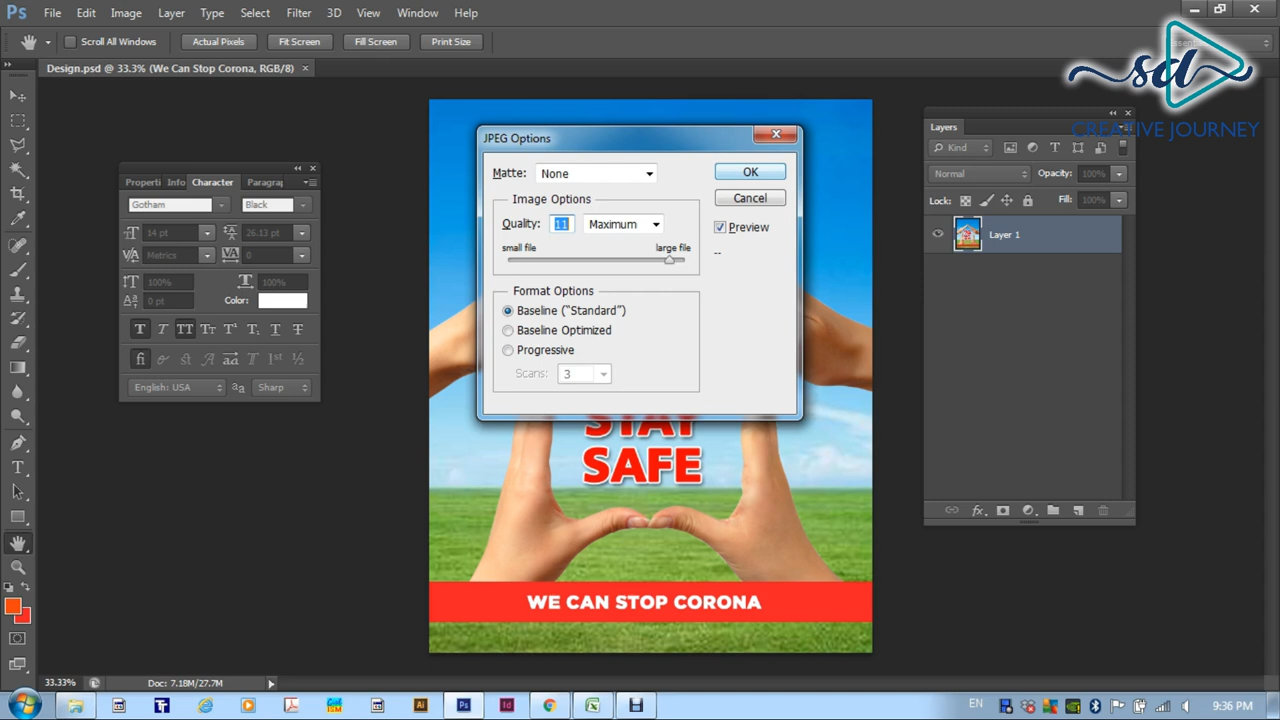 Ps File Edit Image Layer Type Select Filter 3D View Window Help
Scroll All Windows Actual Pixels Fit Screen Fill Screen Print Size
Design.psd @ 33.3% (We Can Stop Corona, RGB/8) ×
sd
CREATIVE JOURNEY
Properti Info Character Paragraj
Gotham Black
14 pt 26.13 pt
Metrics 0
100% 100%
0 pt Color:
English: USA Sharp
JPEG Options
Matte: None OK
Image Options Cancel
Quality: 11 Maximum Preview
small file large file
--
Format Options
Baseline ("Standard")
Baseline Optimized
Progressive
Scans: 3
STAY
SAFE
WE CAN STOP CORONA
Layers
Kind
Normal Opacity: 100%
Lock: Fill: 100%
Layer 1
33.33% Doc: 7.18M/27.7M
EN 9:36 PM